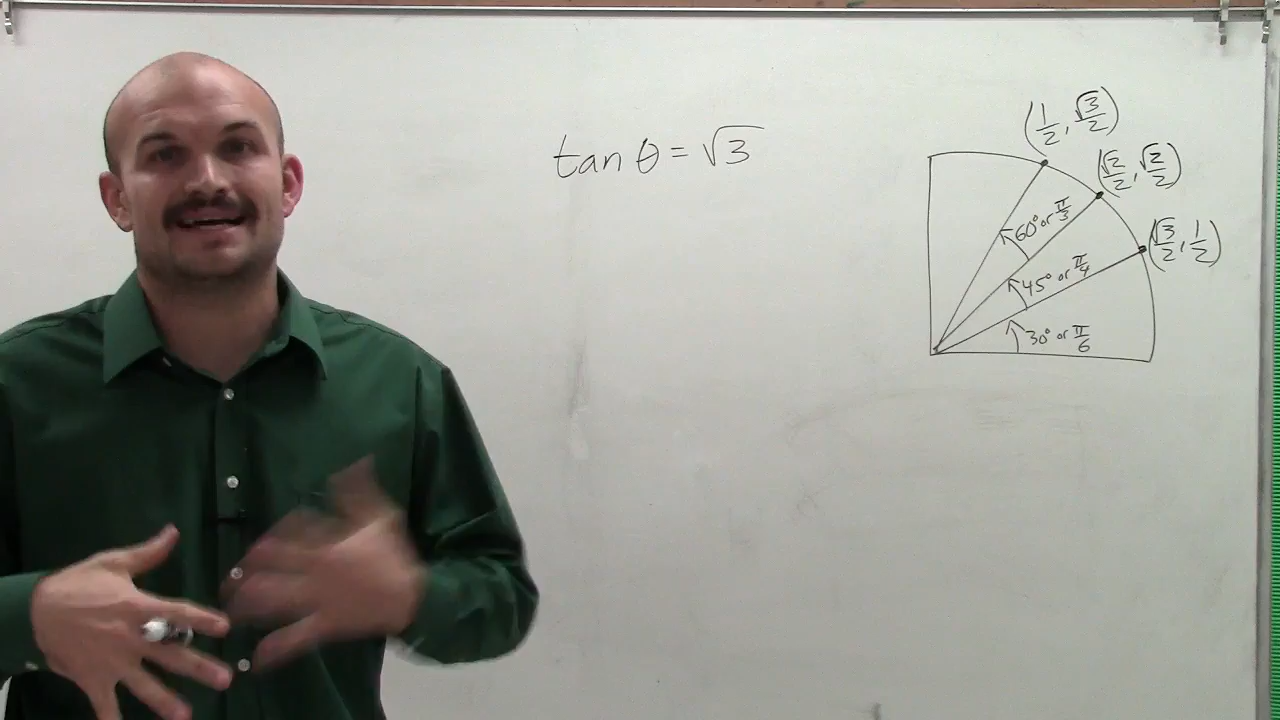 tan θ = √3
(1/2, √3/2)
(√2/2, √2/2)
(√3/2, 1/2)
60° or π/3
45° or π/4
30° or π/6